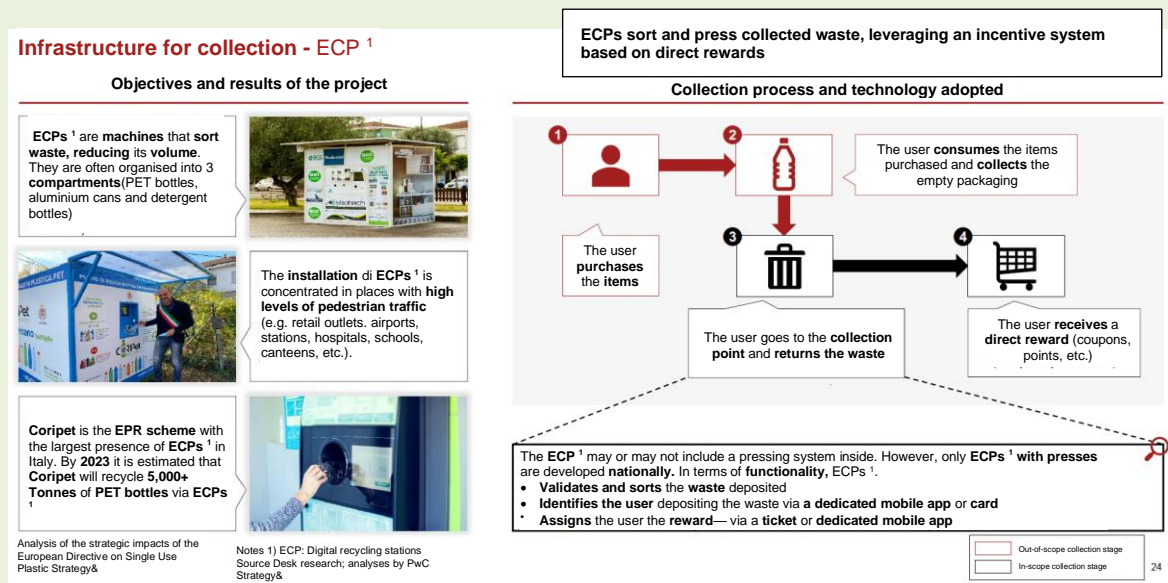 Infrastructure for collection - ECP ¹
ECPs sort and press collected waste, leveraging an incentive system
based on direct rewards
Objectives and results of the project
ECPs ¹ are machines that sort
waste, reducing its volume.
They are often organised into 3
compartments(PET bottles,
aluminium cans and detergent
bottles)
The installation di ECPs ¹ is
concentrated in places with high
levels of pedestrian traffic
(e.g. retail outlets. airports,
stations, hospitals, schools,
canteens, etc.).
CORIPET
Coripet is the EPR scheme with
the largest presence of ECPs ¹ in
Italy. By 2023 it is estimated that
Coripet will recycle 5,000+
Tonnes of PET bottles via ECPs
¹
Collection process and technology adopted
1
2
The user consumes the items
purchased and collects the
empty packaging
The user
purchases
the items
3
4
The user goes to the collection
point and returns the waste
The user receives a
direct reward (coupons,
points, etc.)
The ECP ¹ may or may not include a pressing system inside. However, only ECPs ¹ with presses
are developed nationally. In terms of functionality, ECPs ¹.
• Validates and sorts the waste deposited
• Identifies the user depositing the waste via a dedicated mobile app or card
• Assigns the user the reward— via a ticket or dedicated mobile app
Analysis of the strategic impacts of the
European Directive on Single Use
Plastic Strategy&
Notes 1) ECP: Digital recycling stations
Source Desk research; analyses by PwC
Strategy&
Out-of-scope collection stage
In-scope collection stage
24